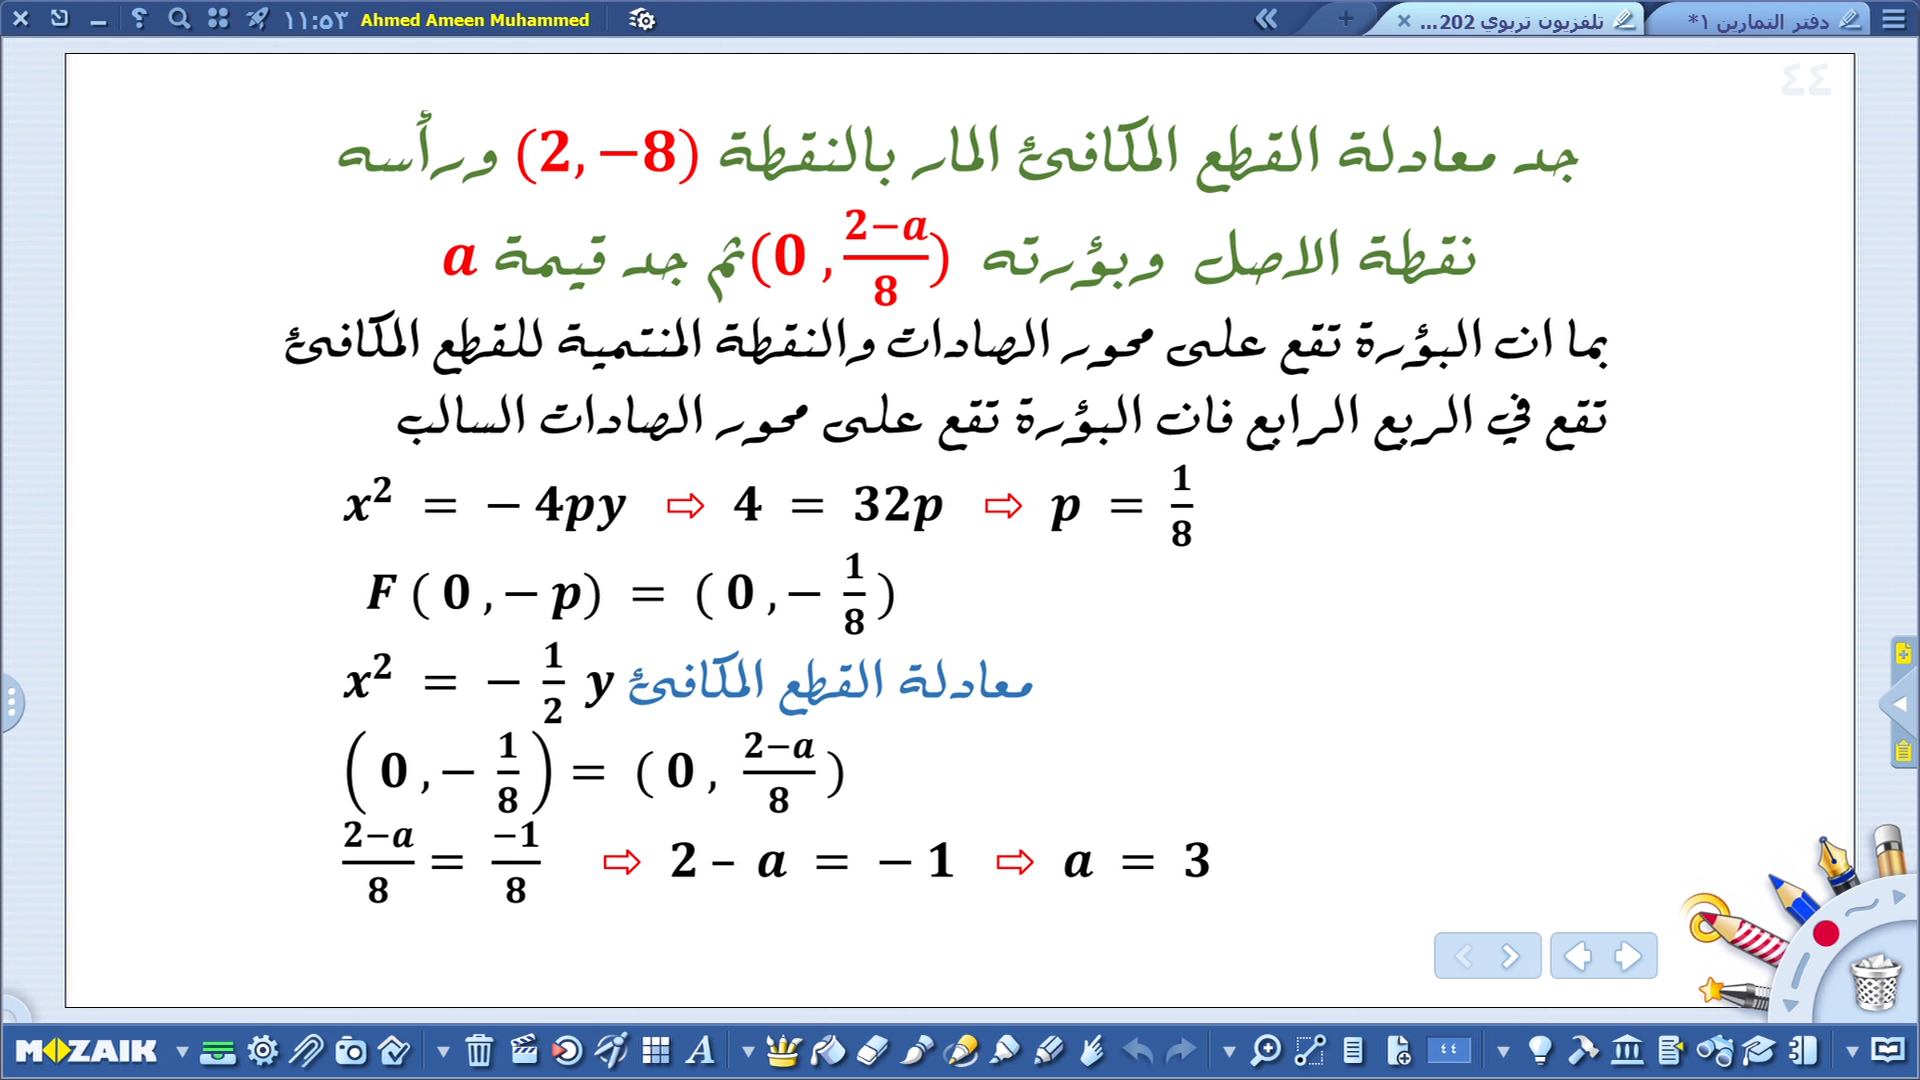 ١١:٥٣ Ahmed Ameen Muhammed
تلفزيون تربوي 202...
دفتر التمارين ١*
٤٤
جد معادلة القطع المكافئ المار بالنقطة (2, −8) ورأسه
نقطة الاصل وبؤرته (0 , 2−a/8) ثم جد قيمة a
بما ان البؤرة تقع على محور الصادات والنقطة المنتمية للقطع المكافئ
تقع في الربع الرابع فان البؤرة تقع على محور الصادات السالب
x² = − 4py ⇨ 4 = 32p ⇨ p = 1/8
F ( 0 , − p) = ( 0 , − 1/8 )
x² = − 1/2 y معادلة القطع المكافئ
( 0 , − 1/8 ) = ( 0 , 2−a/8 )
2−a/8 = −1/8 ⇨ 2 – a = − 1 ⇨ a = 3
MOZAIK
A
٤٤